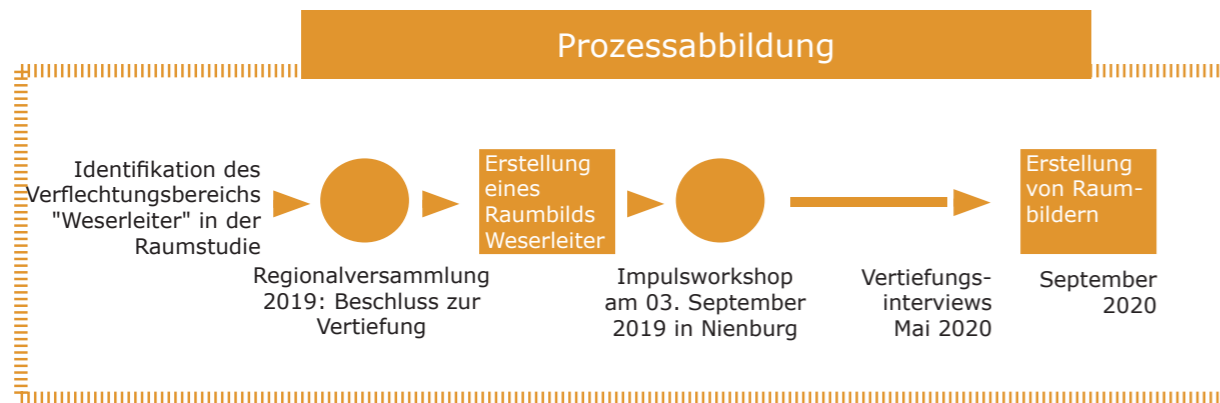 Prozessabbildung
Identifikation des
Verflechtungsbereichs
"Weserleiter" in der
Raumstudie
Regionalversammlung
2019: Beschluss zur
Vertiefung
Erstellung
eines
Raumbilds
Weserleiter
Impulsworkshop
am 03. September
2019 in Nienburg
Vertiefungs-
interviews
Mai 2020
Erstellung
von Raum-
bildern
September
2020